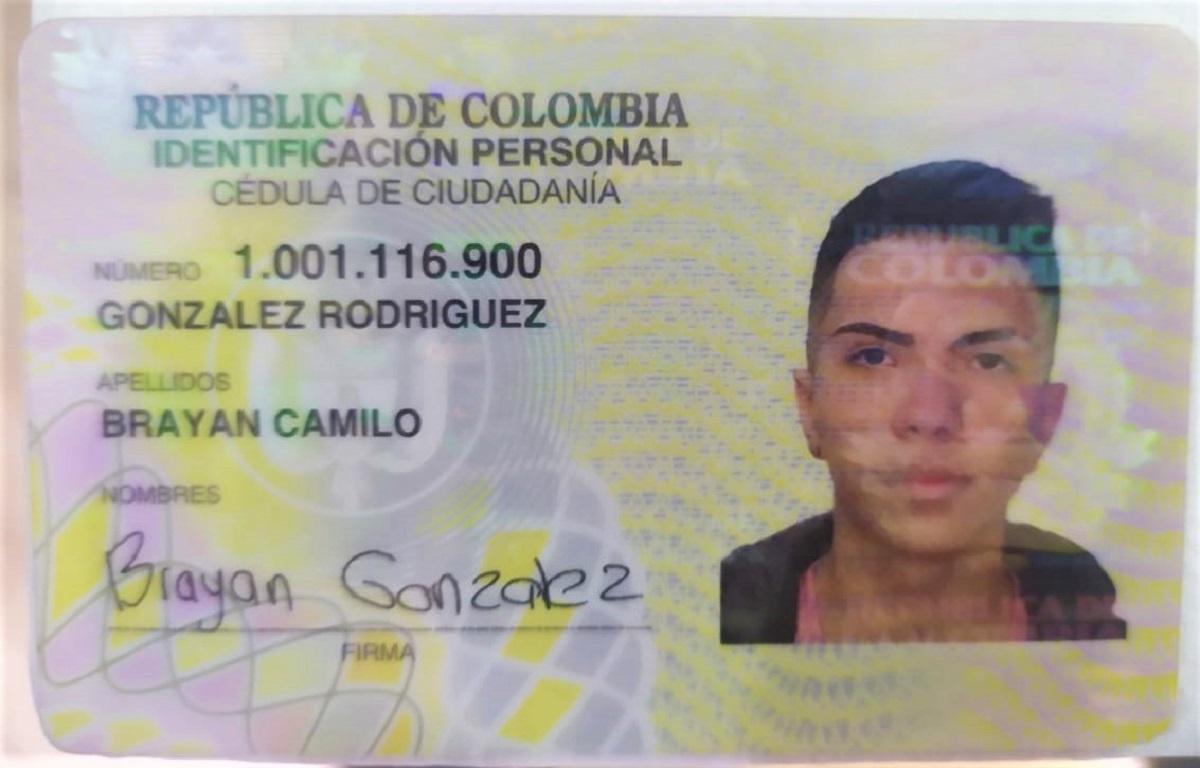 REPÚBLICA DE COLOMBIA
IDENTIFICACIÓN PERSONAL
CÉDULA DE CIUDADANÍA
NÚMERO 1.001.116.900
GONZALEZ RODRIGUEZ
APELLIDOS
BRAYAN CAMILO
NOMBRES
Brayan Gonzalez
FIRMA
REPÚBLICA DE
COLOMBIA